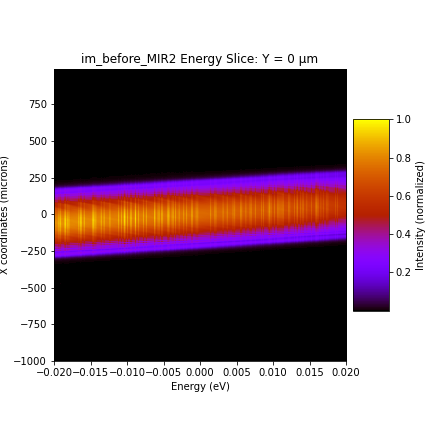 im_before_MIR2 Energy Slice: Y = 0 μm
750
500
250
0
−250
−500
−750
−1000
X coordinates (microns)
−0.020−0.015−0.010−0.005 0.000 0.005 0.010 0.015 0.020
Energy (eV)
1.0
0.8
0.6
0.4
0.2
Intensity (normalized)